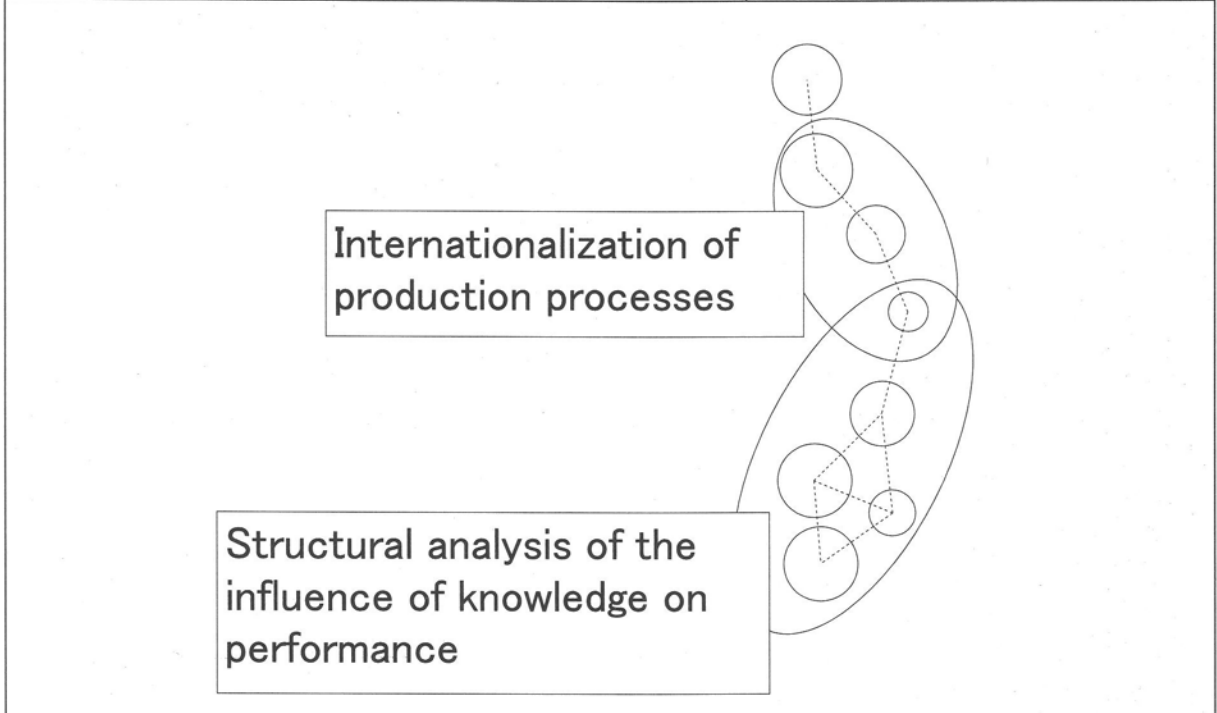 Internationalization of
production processes
Structural analysis of the
influence of knowledge on
performance